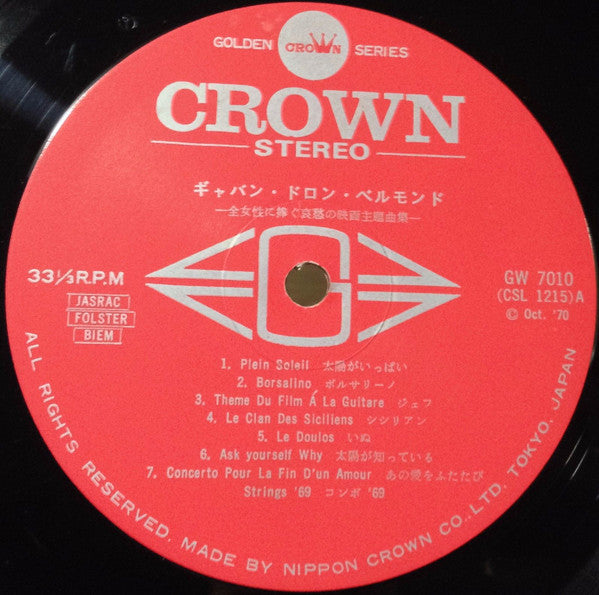 GOLDEN CROWN SERIES
CROWN
STEREO
ギャバン・ドロン・ベルモンド
—全女性に捧ぐ哀愁の映画主題曲集—
33⅓ R.P.M
GW 7010
(CSL 1215)A
Ⓒ Oct. '70
JASRAC
FOLSTER
BIEM
1. Plein Soleil 太陽がいっぱい
2. Borsalino ボルサリーノ
3. Theme Du Film Á La Guitare ジェフ
4. Le Clan Des Siciliens シシリアン
5. Le Doulos いぬ
6. Ask yourself Why 太陽が知っている
7. Concerto Pour La Fin D'un Amour あの愛をふたたび
Strings '69 コンポ '69
ALL RIGHTS RESERVED. MADE BY NIPPON CROWN CO., LTD. TOKYO, JAPAN